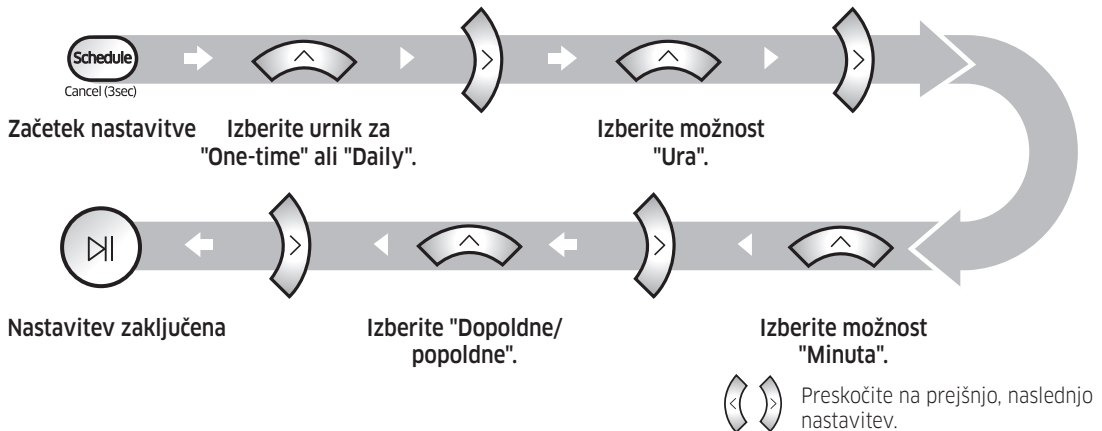 Schedule
Cancel (3sec)
Začetek nastavitve
Izberite urnik za
"One-time" ali "Daily".
Izberite možnost
"Ura".
Nastavitev zaključena
Izberite "Dopoldne/
popoldne".
Izberite možnost
"Minuta".
Preskočite na prejšnjo, naslednjo
nastavitev.